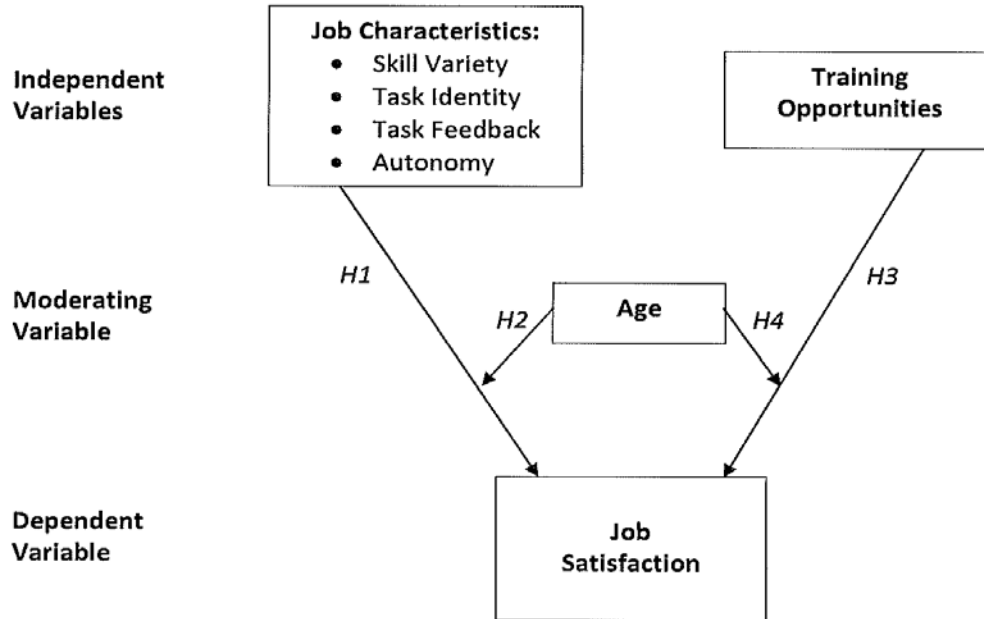 Independent
Variables
Job Characteristics:
• Skill Variety
• Task Identity
• Task Feedback
• Autonomy
Training
Opportunities
H1
H3
Moderating
Variable
H2
Age
H4
Dependent
Variable
Job
Satisfaction